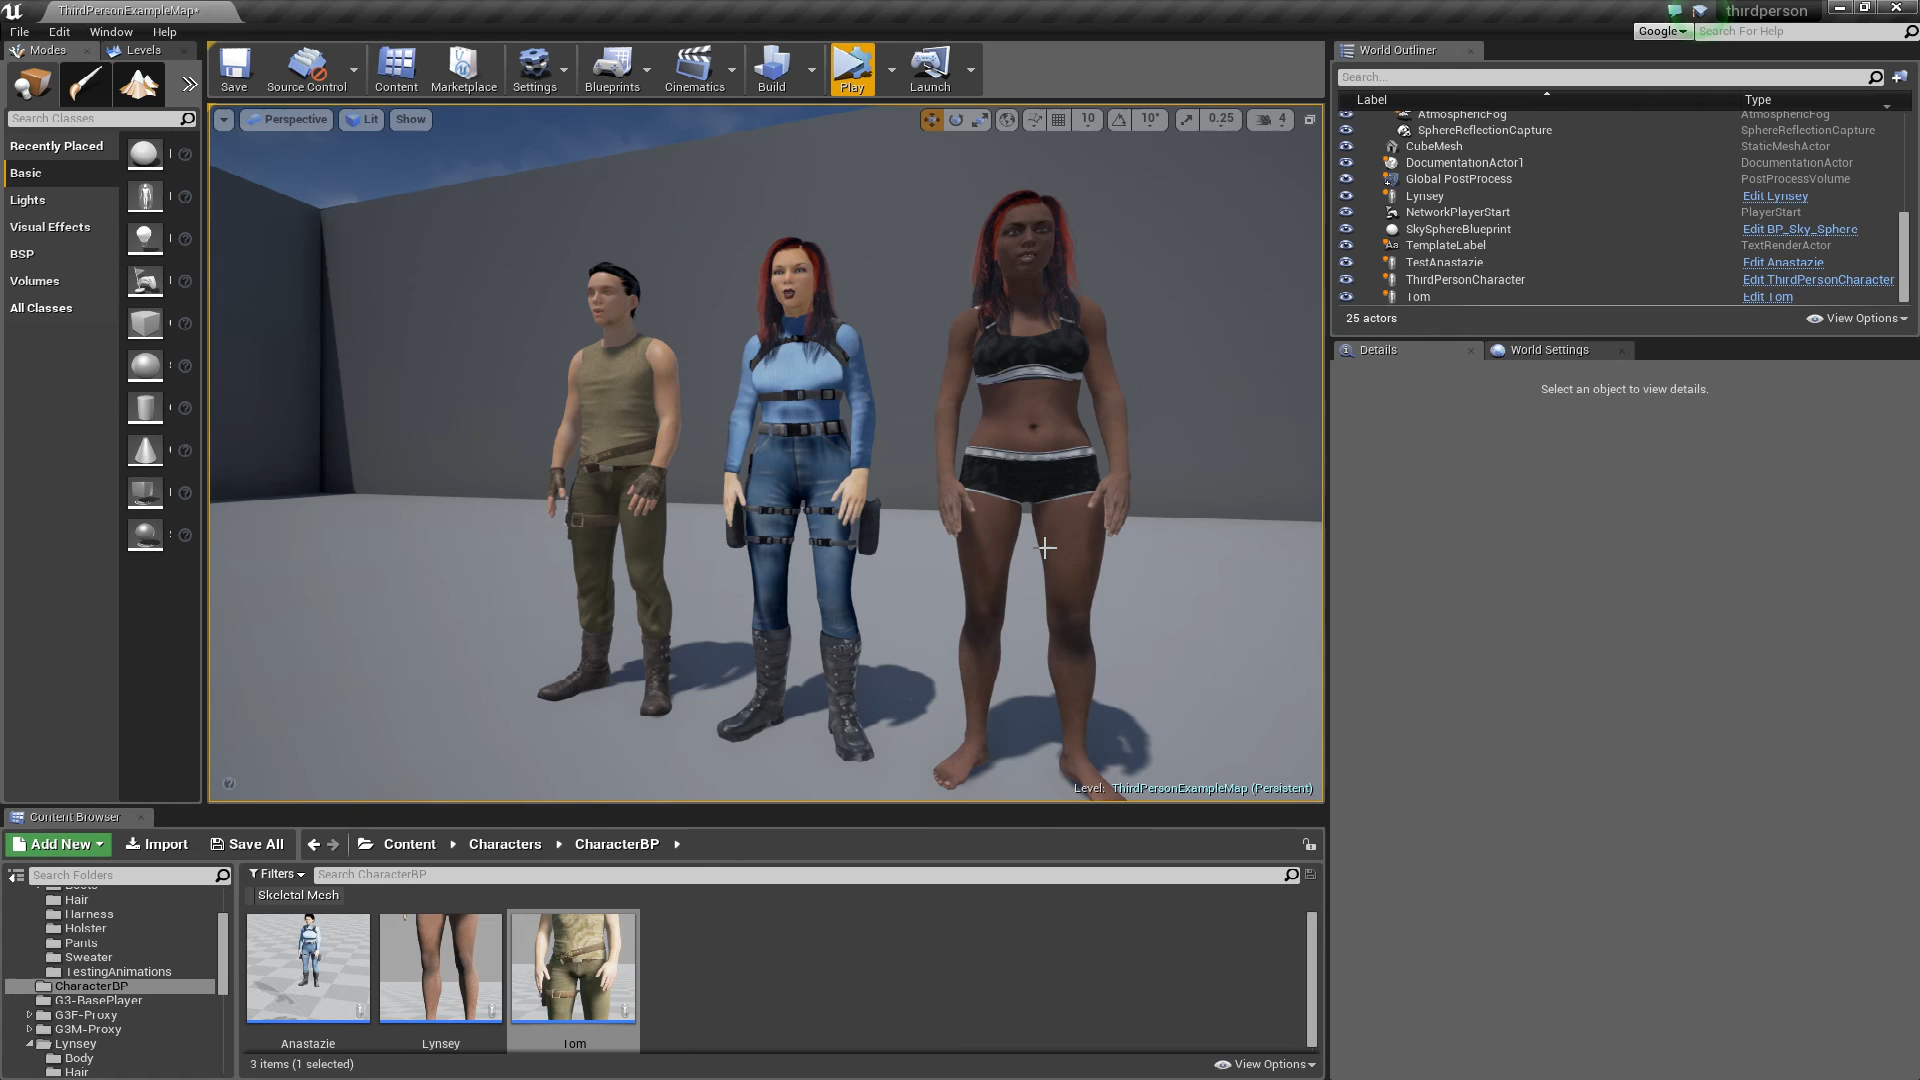 ThirdPersonExampleMap*
thirdperson
File Edit Window Help
Google
Search For Help
Modes
Levels
Save
Source Control
Content
Marketplace
Settings
Blueprints
Cinematics
Build
Play
Launch
World Outliner
Search...
Label
Type
AtmosphericFog AtmosphericFog
SphereReflectionCapture SphereReflectionCapture
CubeMesh StaticMeshActor
DocumentationActor1 DocumentationActor
Global PostProcess PostProcessVolume
Lynsey Edit Lynsey
NetworkPlayerStart PlayerStart
SkySphereBlueprint Edit BP_Sky_Sphere
TemplateLabel TextRenderActor
TestAnastazie Edit Anastazie
ThirdPersonCharacter Edit ThirdPersonCharacter
Tom Edit Tom
25 actors
View Options
Details
World Settings
Select an object to view details.
Search Classes
Recently Placed
Basic
Lights
Visual Effects
BSP
Volumes
All Classes
Perspective
Lit
Show
10
10°
0.25
4
Level: ThirdPersonExampleMap (Persistent)
Content Browser
Add New
Import
Save All
Content
Characters
CharacterBP
Search Folders
Filters
Search CharacterBP
Skeletal Mesh
Boots
Hair
Harness
Holster
Pants
Sweater
TestingAnimations
CharacterBP
G3-BasePlayer
G3F-Proxy
G3M-Proxy
Lynsey
Body
Hair
Anastazie
Lynsey
Tom
3 items (1 selected)
View Options